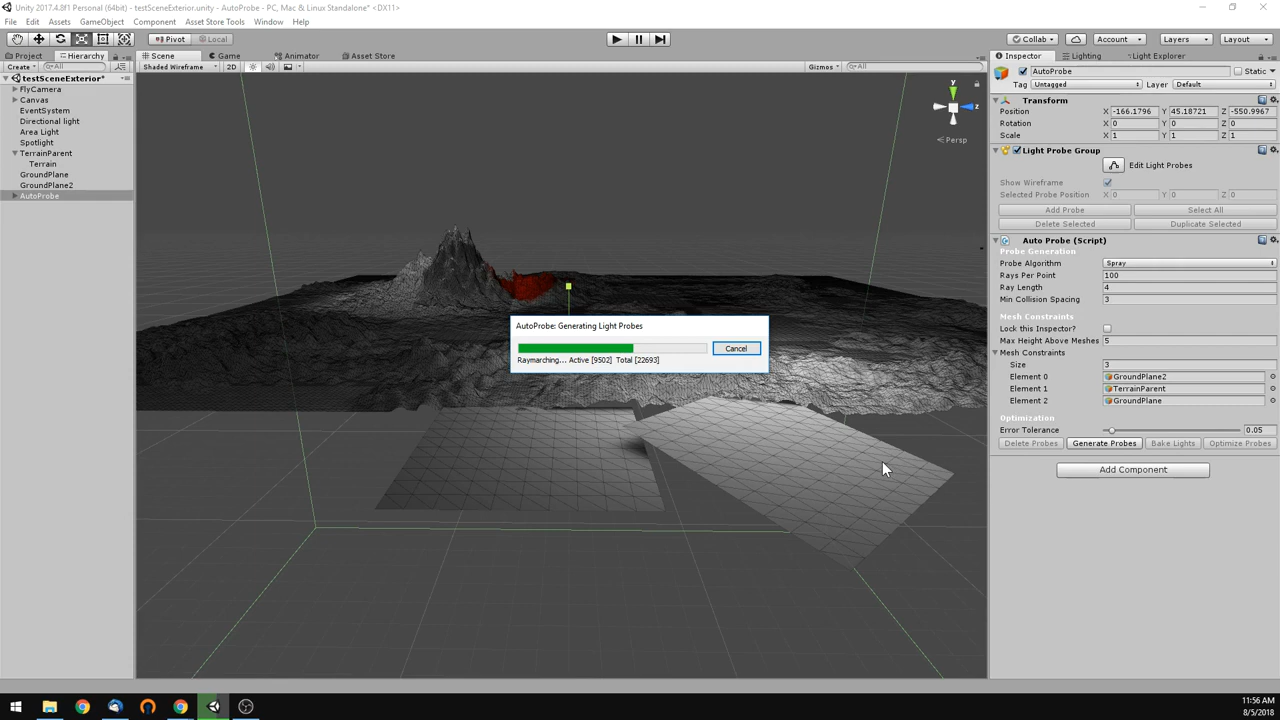 Unity 2017.4.8f1 Personal (64bit) - testSceneExterior.unity - AutoProbe - PC, Mac & Linux Standalone* <DX11>
File Edit Assets GameObject Component Asset Store Tools Window Help
Pivot Local Collab Account Layers Layout
Project Hierarchy Scene Game Animator Asset Store Inspector Lighting Light Explorer
Create All Shaded Wireframe 2D Gizmos All
testSceneExterior*
FlyCamera
Canvas
EventSystem
Directional light
Area Light
Spotlight
TerrainParent
Terrain
GroundPlane
GroundPlane2
AutoProbe
y
z
Persp
AutoProbe: Generating Light Probes
Cancel
Raymarching... Active [9502] Total [22693]
AutoProbe Static
Tag Untagged Layer Default
Transform
Position X -166.1796 Y 45.18721 Z -550.9967
Rotation X 0 Y 0 Z 0
Scale X 1 Y 1 Z 1
Light Probe Group
Edit Light Probes
Show Wireframe
Selected Probe Position X 0 Y 0 Z 0
Add Probe Select All
Delete Selected Duplicate Selected
Auto Probe (Script)
Probe Generation
Probe Algorithm Spray
Rays Per Point 100
Ray Length 4
Min Collision Spacing 3
Mesh Constraints
Lock this Inspector?
Max Height Above Meshes 5
Mesh Constraints
Size 3
Element 0 GroundPlane2
Element 1 TerrainParent
Element 2 GroundPlane
Optimization
Error Tolerance 0.05
Delete Probes Generate Probes Bake Lights Optimize Probes
Add Component
11:56 AM
8/5/2018